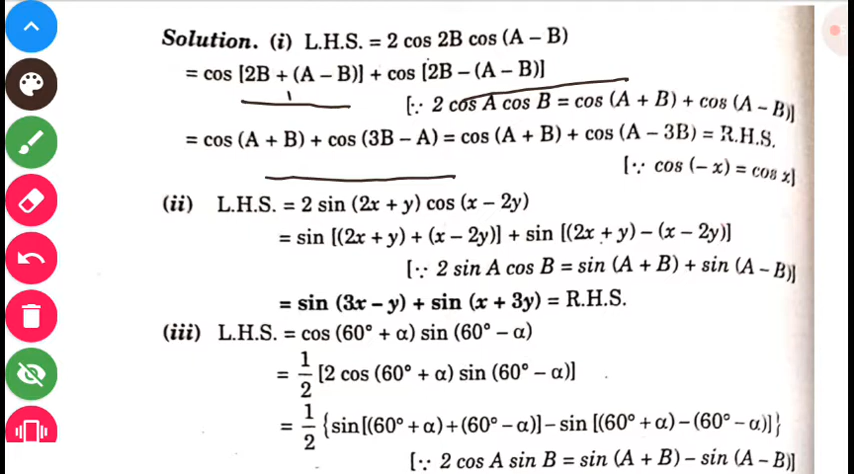 Solution. (i) L.H.S. = 2 cos 2B cos (A – B)
= cos [2B + (A – B)] + cos [2B – (A – B)]
[∵ 2 cos A cos B = cos (A + B) + cos (A – B)]
= cos (A + B) + cos (3B – A) = cos (A + B) + cos (A – 3B) = R.H.S.
[∵ cos (– x) = cos x]
(ii) L.H.S. = 2 sin (2x + y) cos (x – 2y)
= sin [(2x + y) + (x – 2y)] + sin [(2x + y) – (x – 2y)]
[∵ 2 sin A cos B = sin (A + B) + sin (A – B)]
= sin (3x – y) + sin (x + 3y) = R.H.S.
(iii) L.H.S. = cos (60° + α) sin (60° – α)
= 1/2 [2 cos (60° + α) sin (60° – α)]
= 1/2 {sin[(60° + α)+(60° – α)] – sin [(60° + α) – (60° – α)]}
[∵ 2 cos A sin B = sin (A + B) – sin (A – B)]